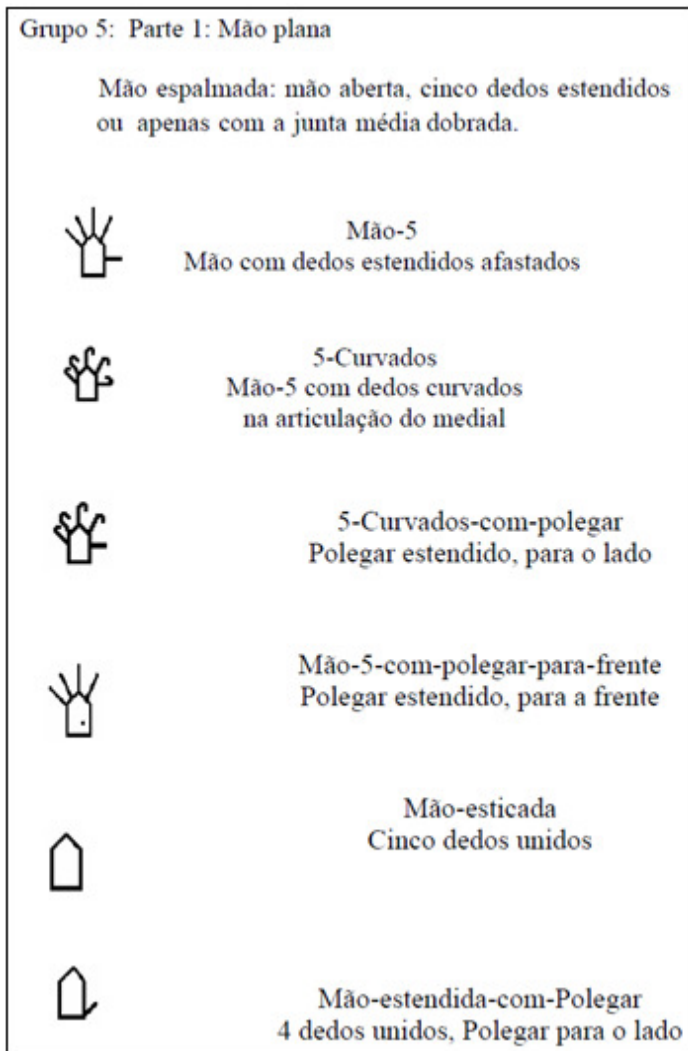 Grupo 5: Parte 1: Mão plana
Mão espalmada: mão aberta, cinco dedos estendidos
ou apenas com a junta média dobrada.
Mão-5
Mão com dedos estendidos afastados
5-Curvados
Mão-5 com dedos curvados
na articulação do medial
5-Curvados-com-polegar
Polegar estendido, para o lado
Mão-5-com-polegar-para-frente
Polegar estendido, para a frente
Mão-esticada
Cinco dedos unidos
Mão-estendida-com-Polegar
4 dedos unidos, Polegar para o lado